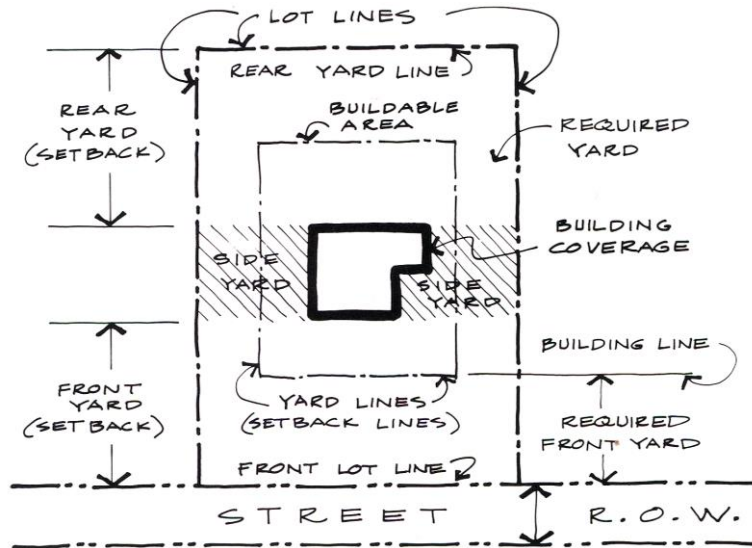 LOT LINES
REAR YARD LINE
BUILDABLE
AREA
REAR
YARD
(SETBACK)
REQUIRED
YARD
BUILDING
COVERAGE
SIDE
YARD
SIDE
YARD
BUILDING LINE
FRONT
YARD
(SETBACK)
YARD LINES
(SETBACK LINES)
REQUIRED
FRONT YARD
FRONT LOT LINE
STREET
R.O.W.